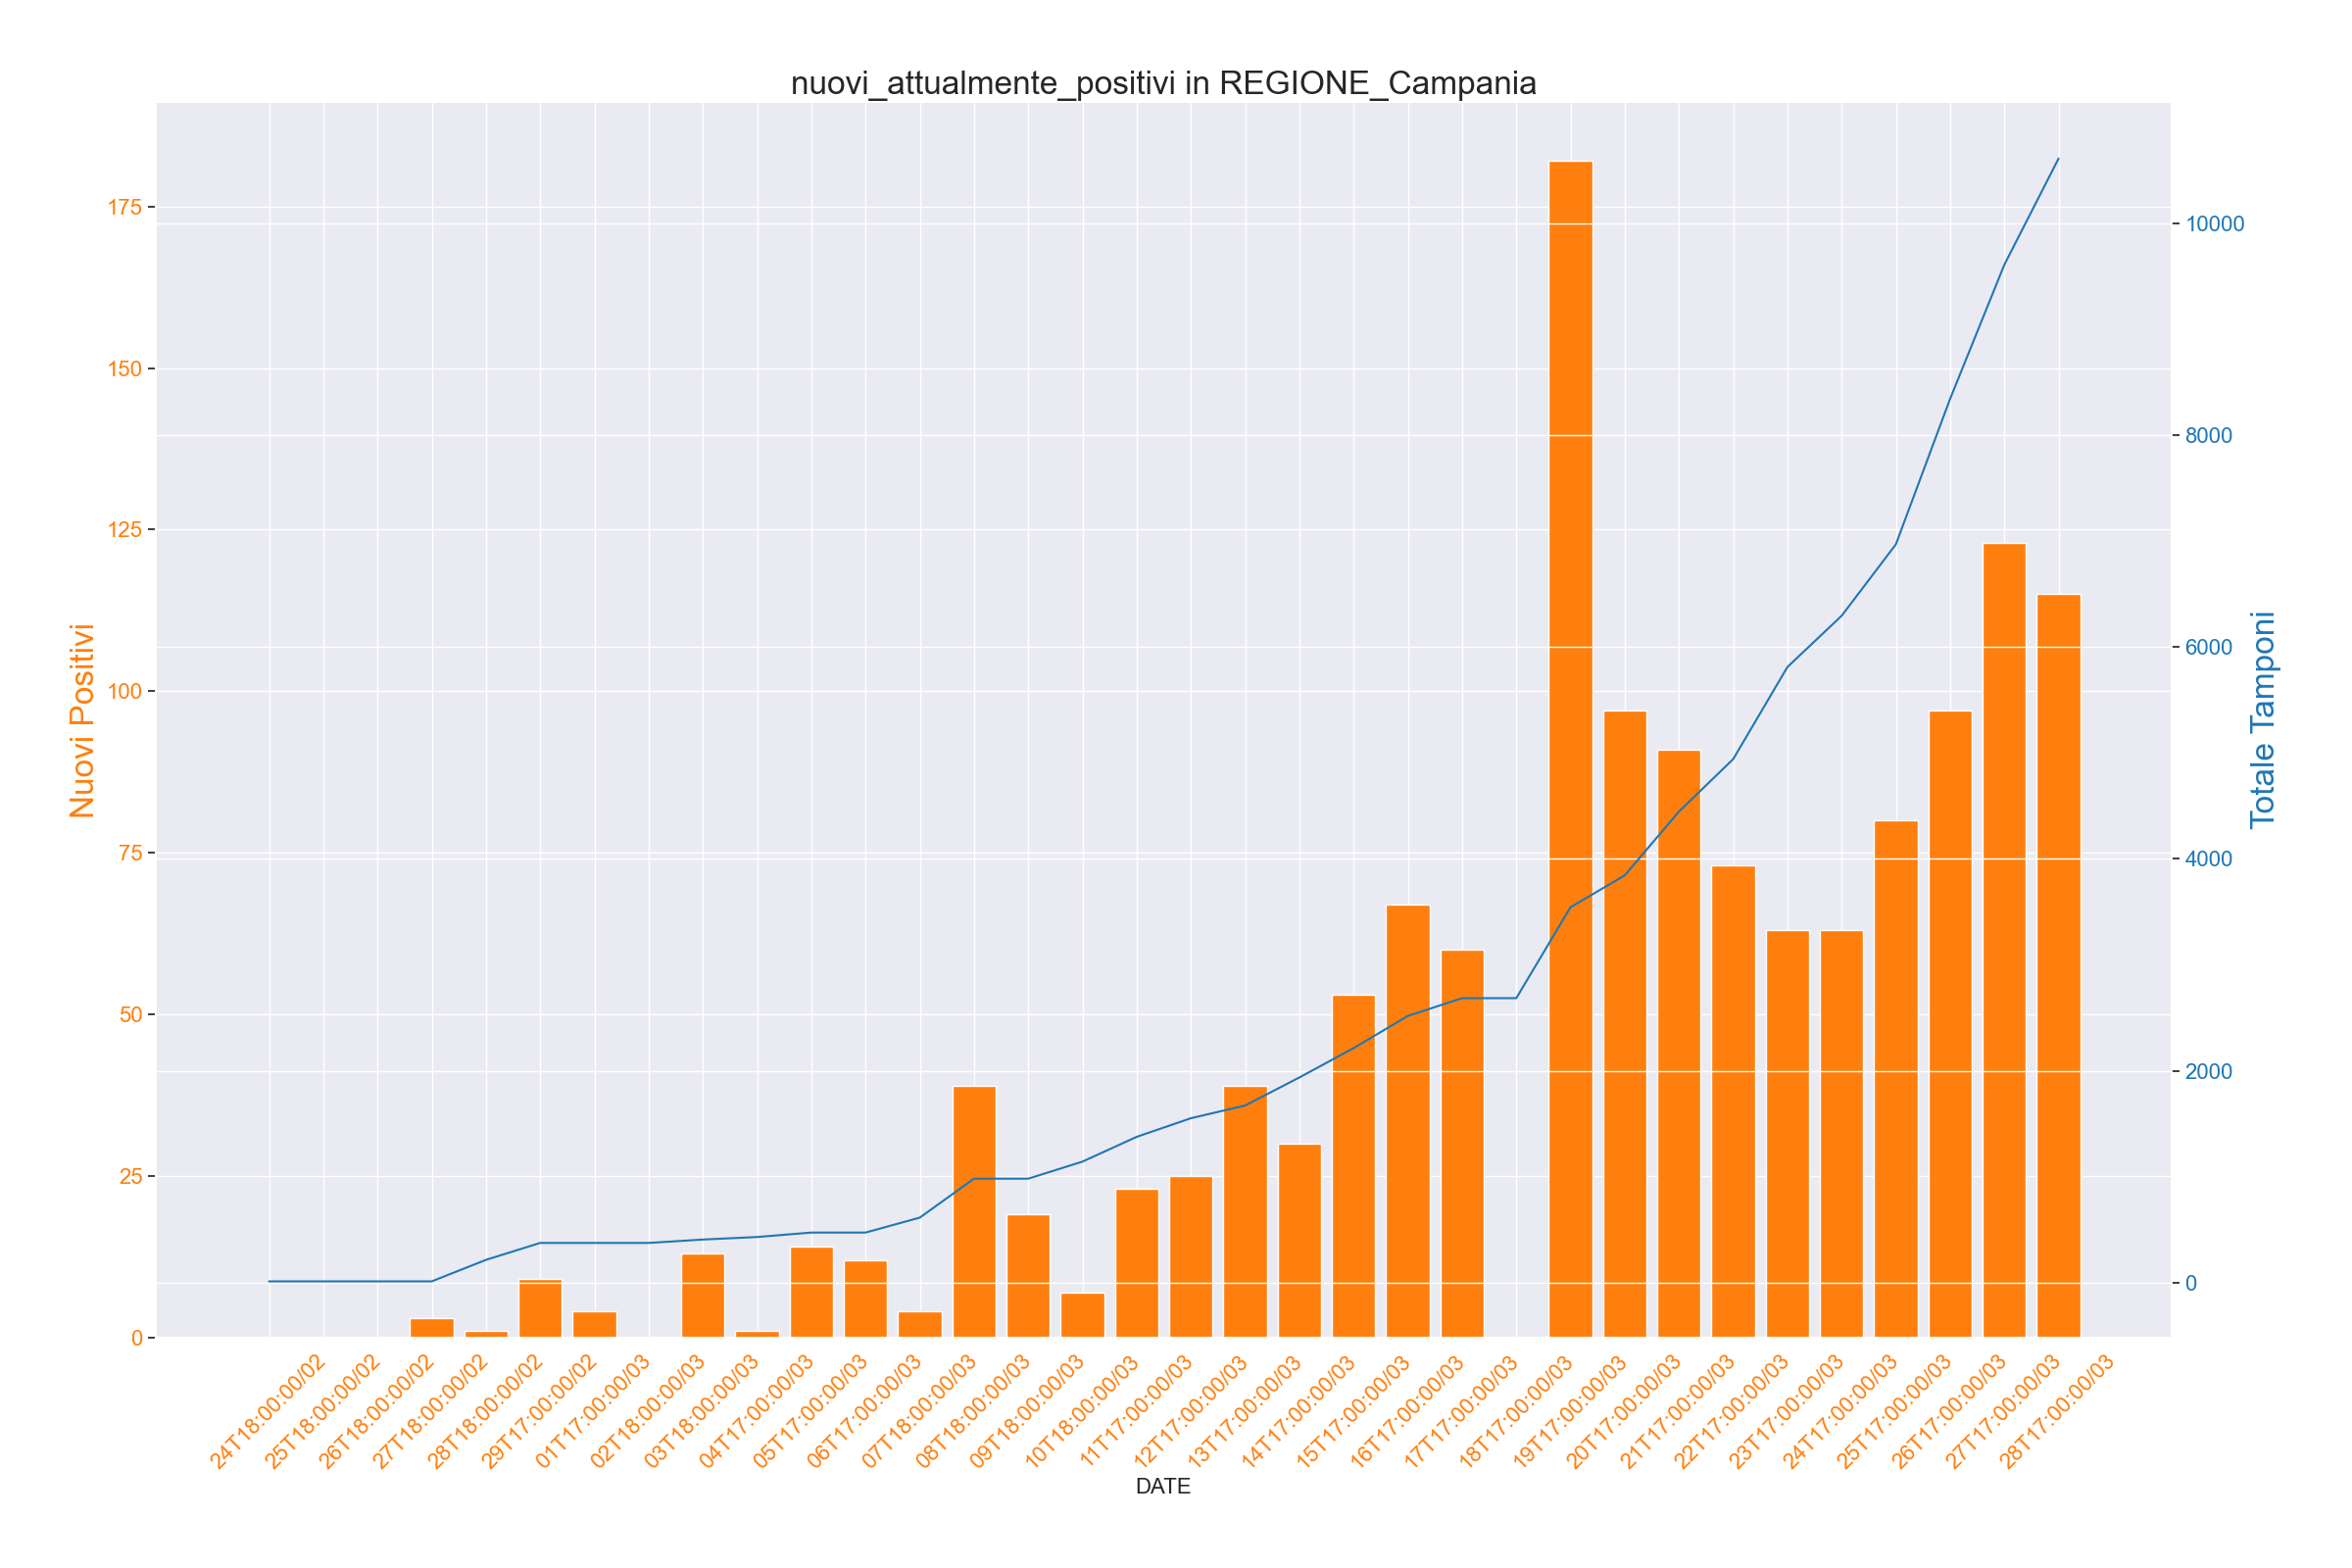 nuovi_attualmente_positivi in REGIONE_Campania
Nuovi Positivi
175
150
125
100
75
50
25
0
10000
8000
6000
4000
2000
0
Totale Tamponi
24T18:00:00/02
25T18:00:00/02
26T18:00:00/02
27T18:00:00/02
28T18:00:00/02
29T17:00:00/02
01T17:00:00/03
02T18:00:00/03
03T18:00:00/03
04T17:00:00/03
05T17:00:00/03
06T17:00:00/03
07T18:00:00/03
08T18:00:00/03
09T18:00:00/03
10T18:00:00/03
11T17:00:00/03
12T17:00:00/03
13T17:00:00/03
14T17:00:00/03
15T17:00:00/03
16T17:00:00/03
17T17:00:00/03
18T17:00:00/03
19T17:00:00/03
20T17:00:00/03
21T17:00:00/03
22T17:00:00/03
23T17:00:00/03
24T17:00:00/03
25T17:00:00/03
26T17:00:00/03
27T17:00:00/03
28T17:00:00/03
DATE